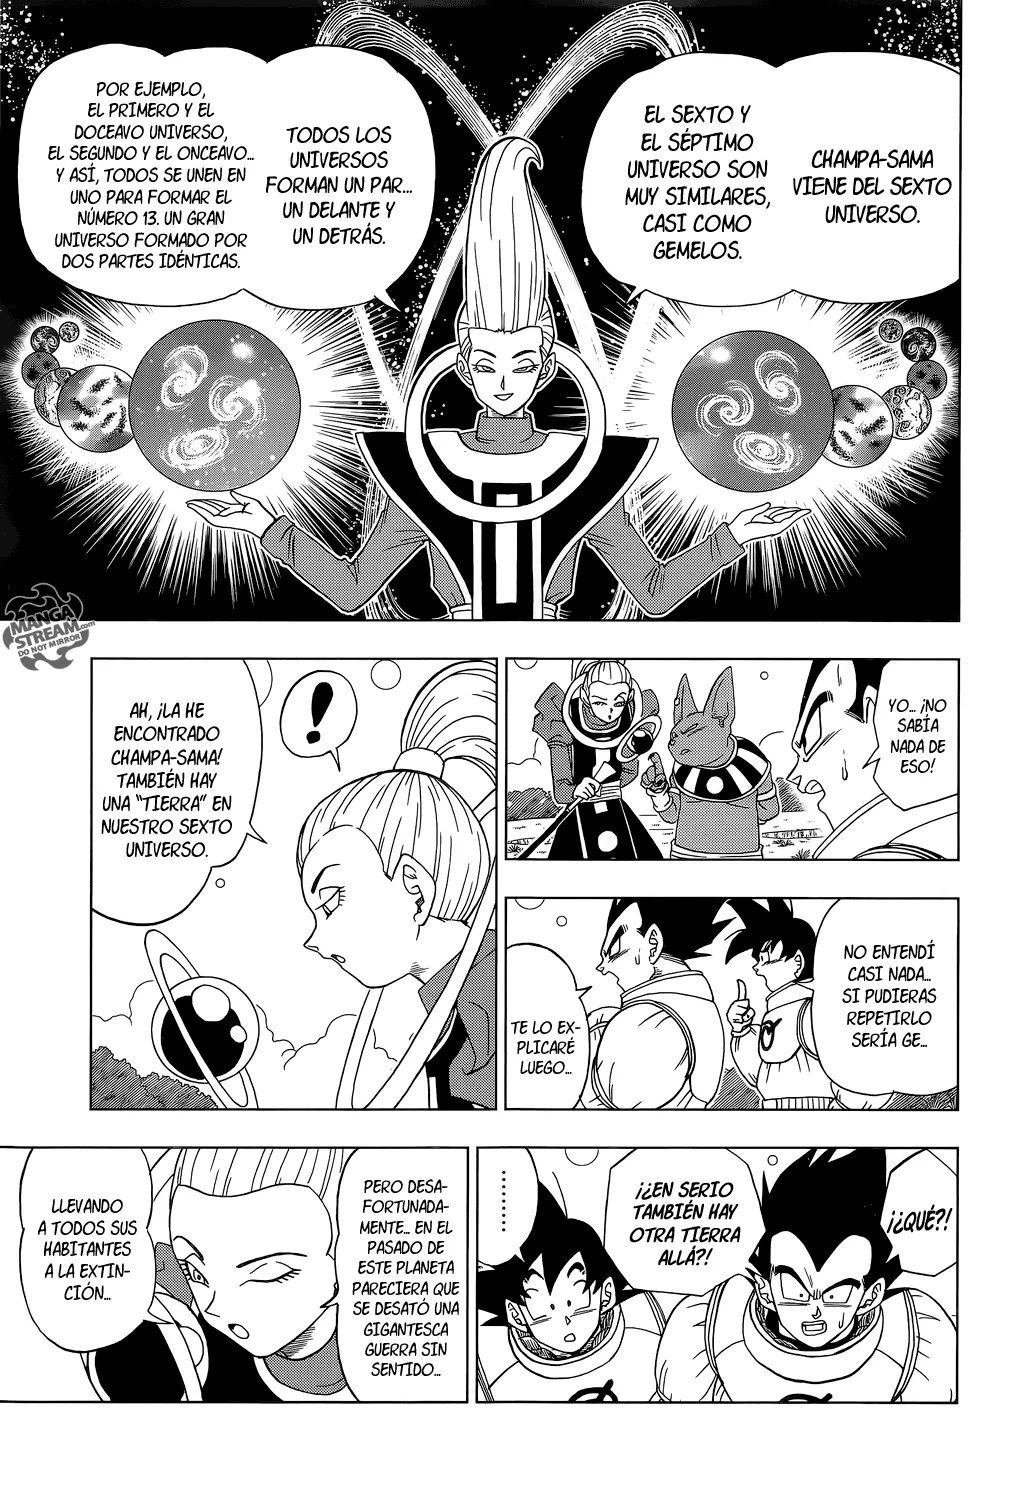 CHAMPA-SAMA
VIENE DEL SEXTO
UNIVERSO.
EL SEXTO Y
EL SÉPTIMO
UNIVERSO SON
MUY SIMILARES,
CASI COMO
GEMELOS.
TODOS LOS
UNIVERSOS
FORMAN UN PAR...
UN DELANTE Y
UN DETRÁS.
POR EJEMPLO,
EL PRIMERO Y EL
DOCEAVO UNIVERSO,
EL SEGUNDO Y EL ONCEAVO...
Y ASÍ, TODOS SE UNEN EN
UNO PARA FORMAR EL
NÚMERO 13. UN GRAN
UNIVERSO FORMADO POR
DOS PARTES IDÉNTICAS.
MANGA
STREAM.com
DO NOT MIRROR
YO... ¡NO
SABÍA
NADA DE
ESO!
NO ENTENDÍ
CASI NADA...
SI PUDIERAS
REPETIRLO
SERÍA GE...
TE LO EX-
PLICARÉ
LUEGO...
!
AH, ¡LA HE
ENCONTRADO
CHAMPA-SAMA!
TAMBIÉN HAY
UNA "TIERRA" EN
NUESTRO SEXTO
UNIVERSO.
¡¿QUÉ?!
¡¿EN SERIO
TAMBIÉN HAY
OTRA TIERRA
ALLÁ?!
.........
PERO DESA-
FORTUNADA-
MENTE... EN EL
PASADO DE
ESTE PLANETA
PARECIERA QUE
SE DESATÓ UNA
GIGANTESCA
GUERRA SIN
SENTIDO...
LLEVANDO
A TODOS SUS
HABITANTES
A LA EXTIN-
CIÓN...